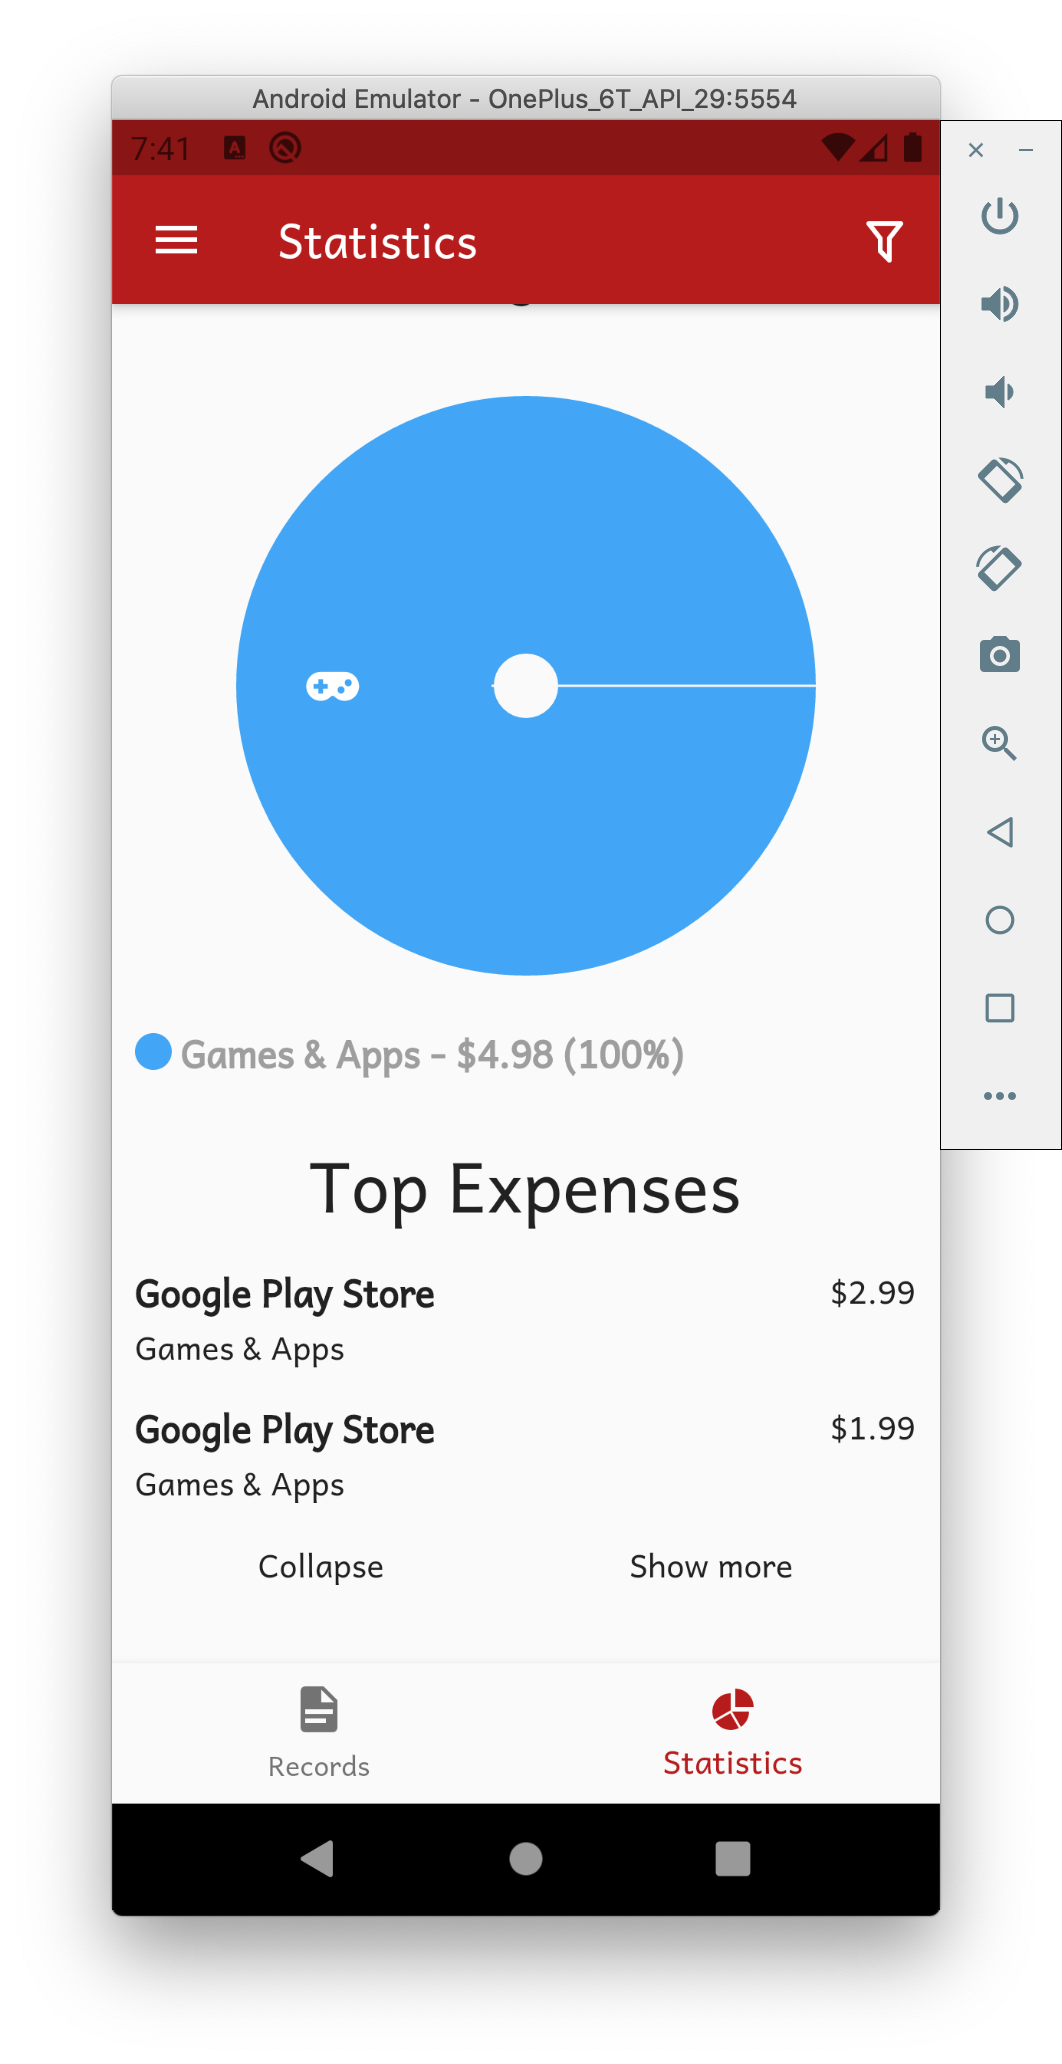 Android Emulator - OnePlus_6T_API_29:5554
7:41
Statistics
Games & Apps - $4.98 (100%)
Top Expenses
Google Play Store $2.99
Games & Apps
Google Play Store $1.99
Games & Apps
Collapse Show more
Records Statistics